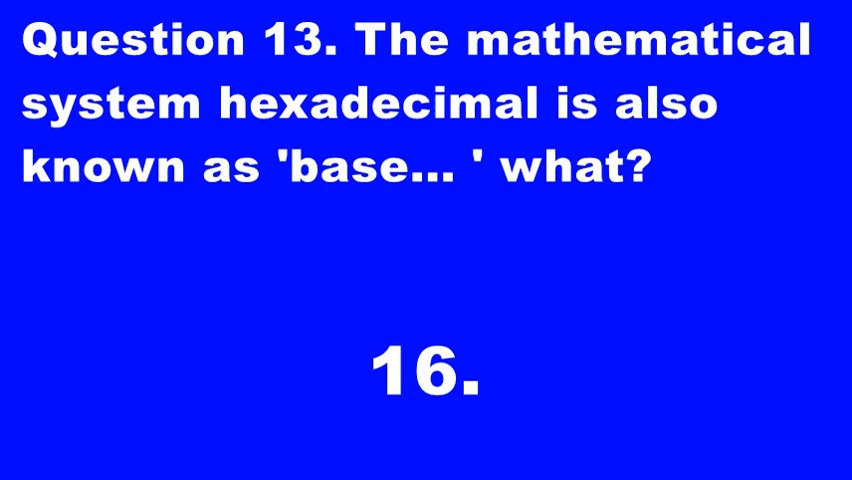 Question 13. The mathematical
system hexadecimal is also
known as 'base... ' what?
16.